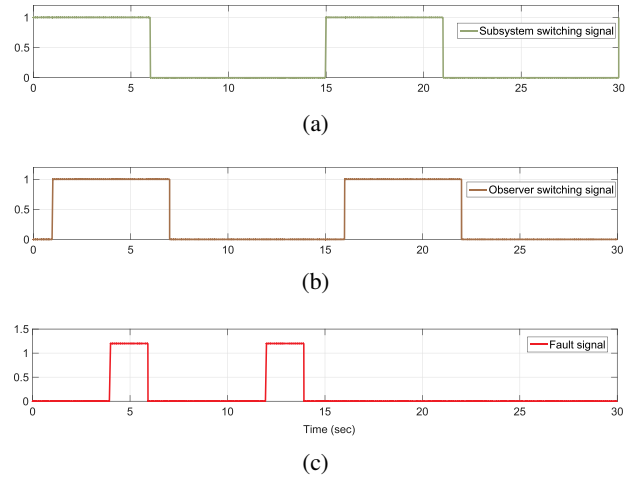 1
0.5
0
Subsystem switching signal
0 5 10 15 20 25 30
(a)
1
0.5
0
Observer switching signal
0 5 10 15 20 25 30
(b)
1.5
1
0.5
0
Fault signal
0 5 10 15 20 25 30
Time (sec)
(c)